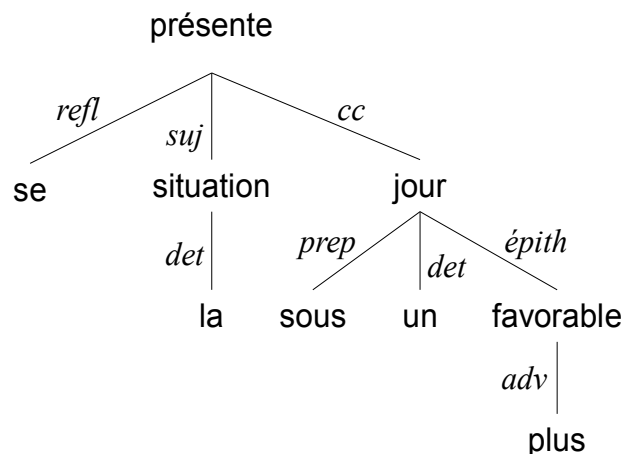 présente
refl suj cc
se situation jour
det prep det épith
la sous un favorable
adv
plus